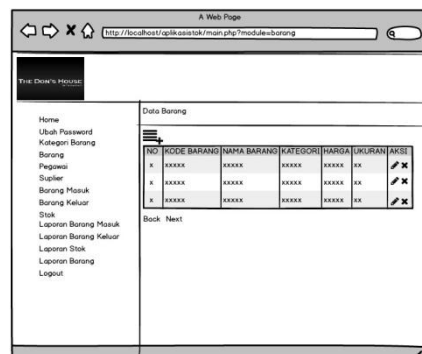 A Web Page
http://localhost/aplikasistok/main.php?module=barang
THE DON'S HOUSE
Home
Ubah Password
Kategori Barang
Barang
Pegawai
Suplier
Barang Masuk
Barang Keluar
Stok
Laporan Barang Masuk
Laporan Barang Keluar
Laporan Stok
Laporan Barang
Logout
Data Barang
NO KODE BARANG NAMA BARANG KATEGORI HARGA UKURAN AKSI
x xxxxx xxxxx xxxxx xxxxx xx
x xxxxx xxxxx xxxxx xxxxx xx
x xxxxx xxxxx xxxxx xxxxx xx
Back Next